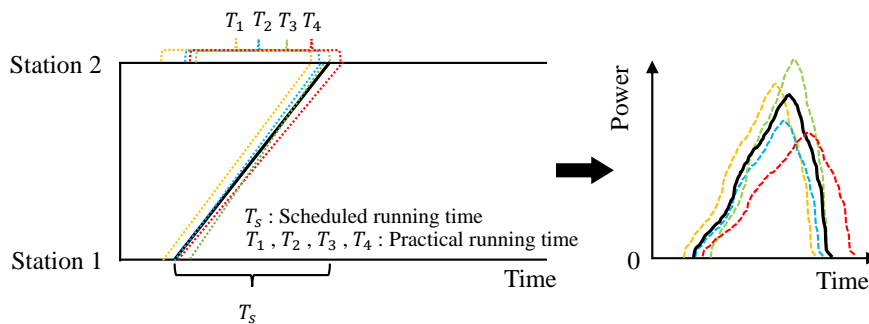 T₁ T₂ T₃ T₄
Station 2
Power
Tₛ : Scheduled running time
T₁ , T₂ , T₃ , T₄ : Practical running time
Station 1
Time
0
Time
Tₛ